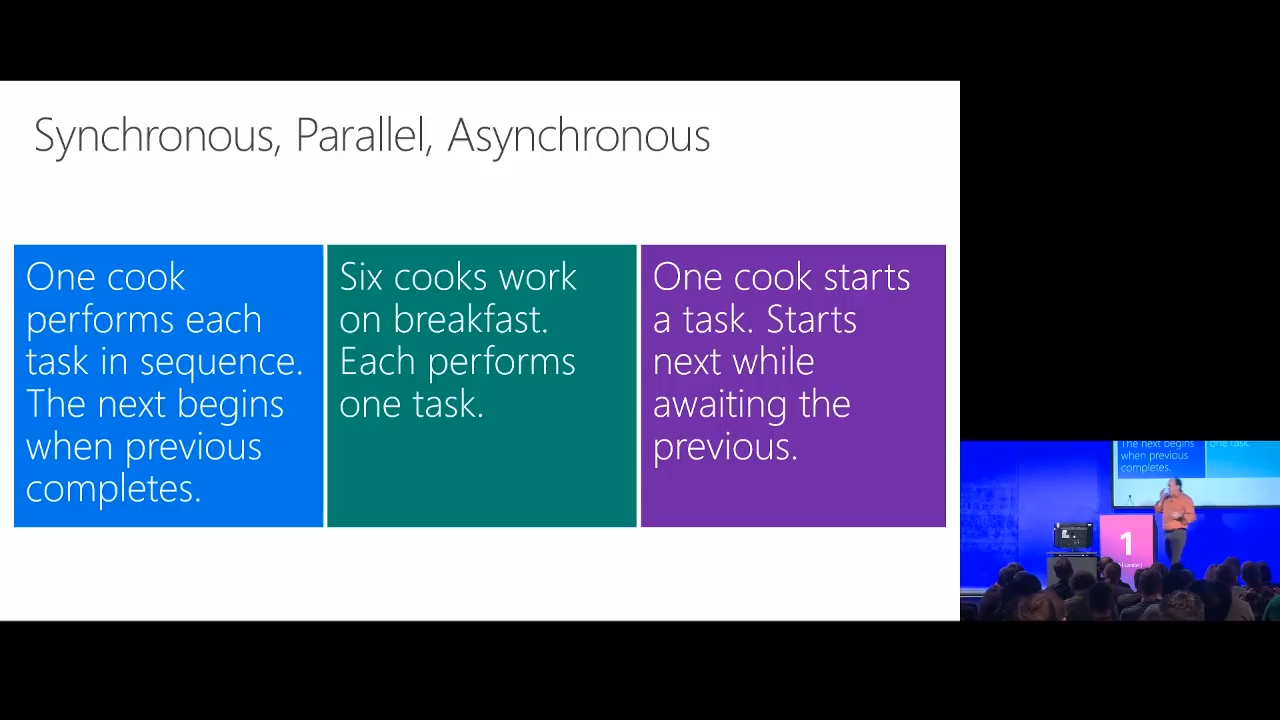 Synchronous, Parallel, Asynchronous
One cook
performs each
task in sequence.
The next begins
when previous
completes.
Six cooks work
on breakfast.
Each performs
one task.
One cook starts
a task. Starts
next while
awaiting the
previous.
The next begins
when previous
completes.
one task.
1